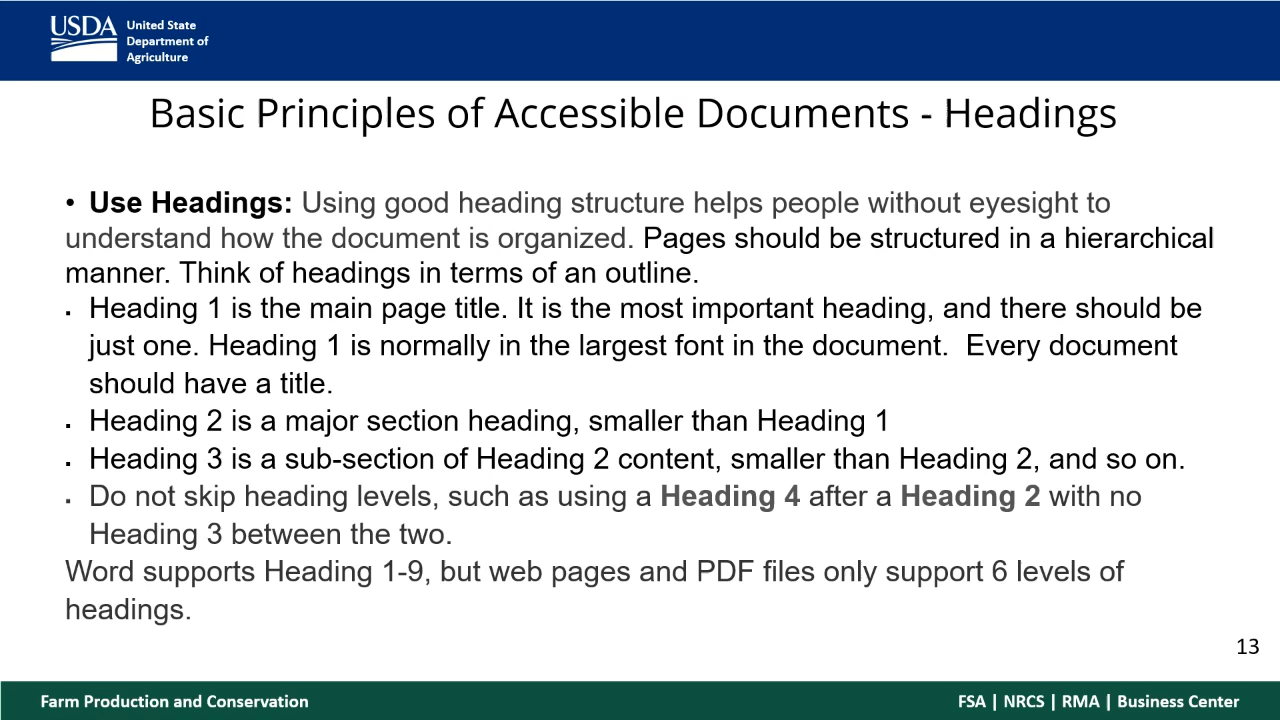 USDA
United State
Department of
Agriculture
Basic Principles of Accessible Documents - Headings
• Use Headings: Using good heading structure helps people without eyesight to
understand how the document is organized. Pages should be structured in a hierarchical
manner. Think of headings in terms of an outline.
▪ Heading 1 is the main page title. It is the most important heading, and there should be
just one. Heading 1 is normally in the largest font in the document.  Every document
should have a title.
▪ Heading 2 is a major section heading, smaller than Heading 1
▪ Heading 3 is a sub-section of Heading 2 content, smaller than Heading 2, and so on.
▪ Do not skip heading levels, such as using a Heading 4 after a Heading 2 with no
Heading 3 between the two.
Word supports Heading 1-9, but web pages and PDF files only support 6 levels of
headings.
13
Farm Production and Conservation
FSA | NRCS | RMA | Business Center